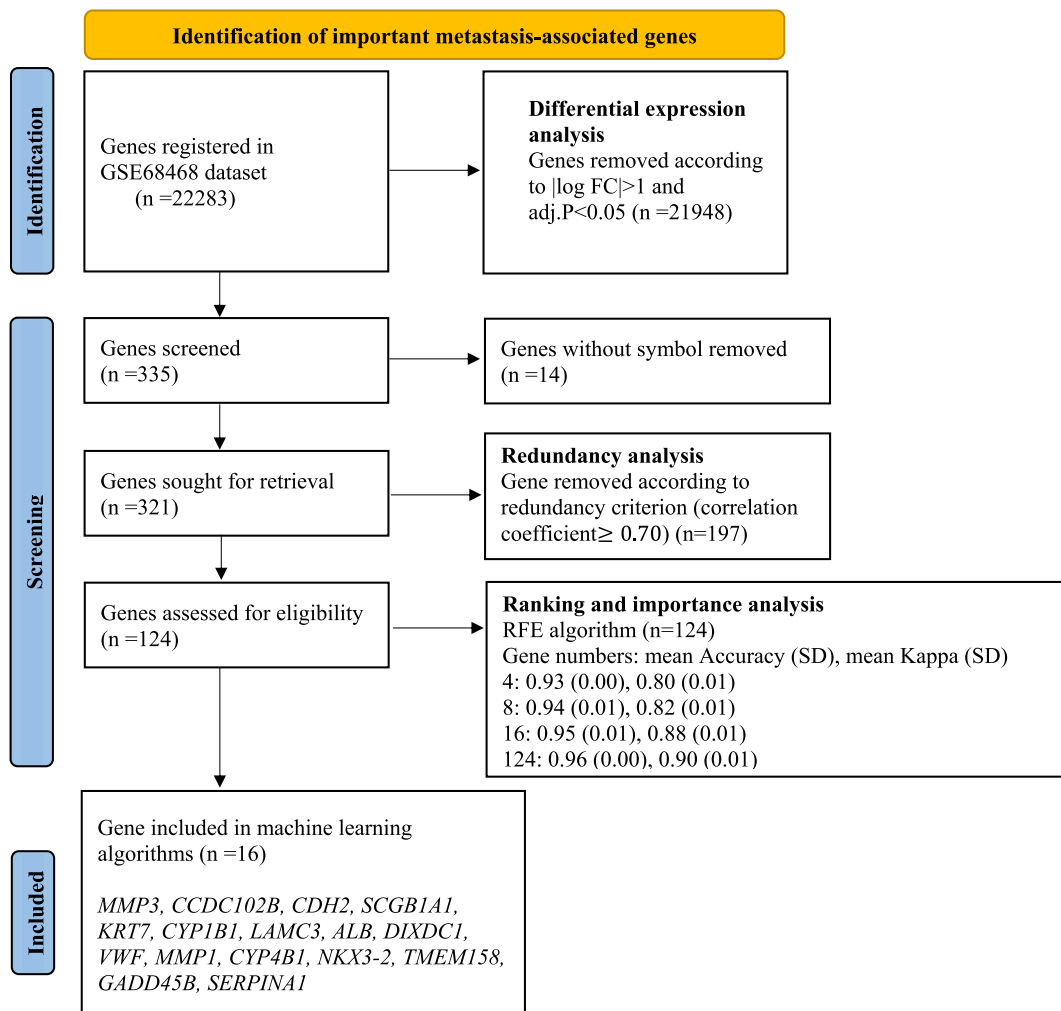 Identification of important metastasis-associated genes
Identification
Genes registered in
GSE68468 dataset
(n =22283)
Differential expression
analysis
Genes removed according
to |log FC|>1 and
adj.P<0.05 (n =21948)
Screening
Genes screened
(n =335)
Genes without symbol removed
(n =14)
Genes sought for retrieval
(n =321)
Redundancy analysis
Gene removed according to
redundancy criterion (correlation
coefficient≥ 0.70) (n=197)
Genes assessed for eligibility
(n =124)
Ranking and importance analysis
RFE algorithm (n=124)
Gene numbers: mean Accuracy (SD), mean Kappa (SD)
4: 0.93 (0.00), 0.80 (0.01)
8: 0.94 (0.01), 0.82 (0.01)
16: 0.95 (0.01), 0.88 (0.01)
124: 0.96 (0.00), 0.90 (0.01)
Included
Gene included in machine learning
algorithms (n =16)
MMP3, CCDC102B, CDH2, SCGB1A1,
KRT7, CYP1B1, LAMC3, ALB, DIXDC1,
VWF, MMP1, CYP4B1, NKX3-2, TMEM158,
GADD45B, SERPINA1